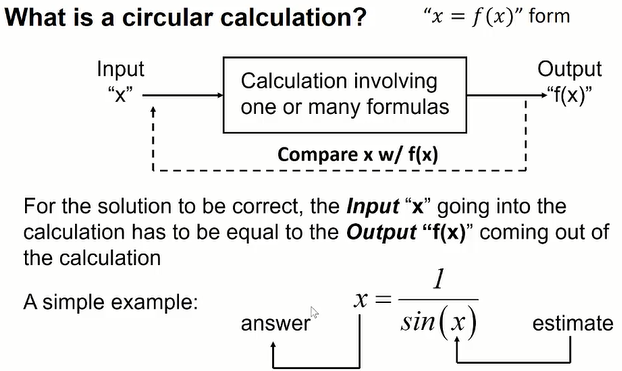 What is a circular calculation? “x = f(x)” form
Input
“x”
Calculation involving
one or many formulas
Output
“f(x)”
Compare x w/ f(x)
For the solution to be correct, the Input “x” going into the
calculation has to be equal to the Output “f(x)” coming out of
the calculation
A simple example:
answer
x = 1 / sin(x)
estimate